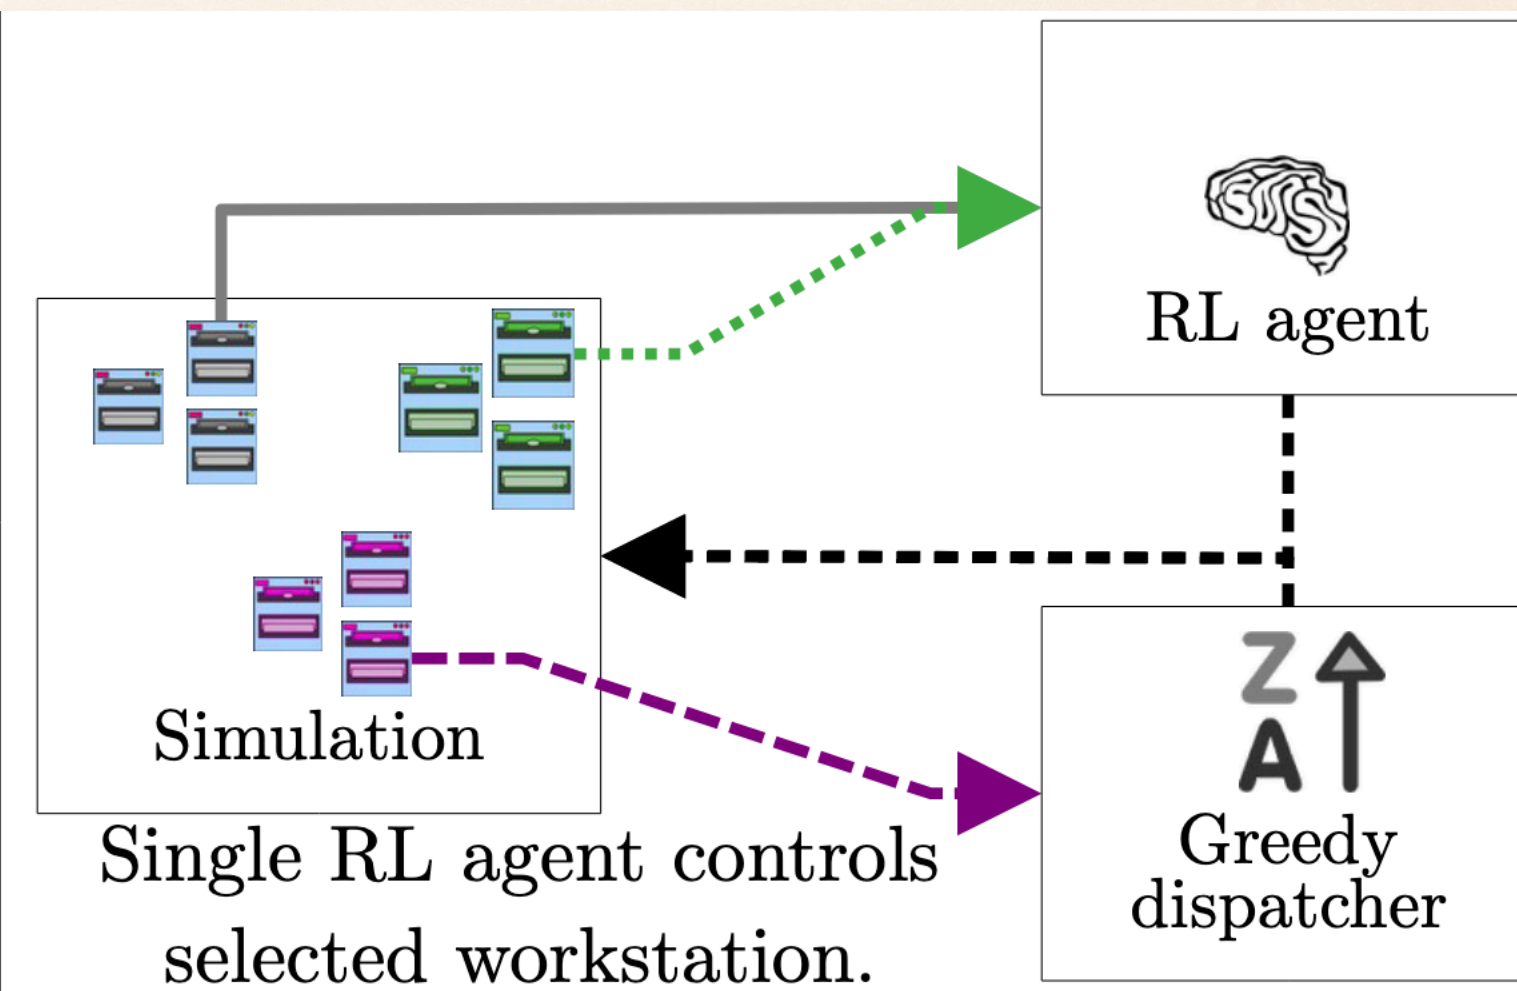 RL agent
Simulation
Z
A
Greedy
dispatcher
Single RL agent controls
selected workstation.